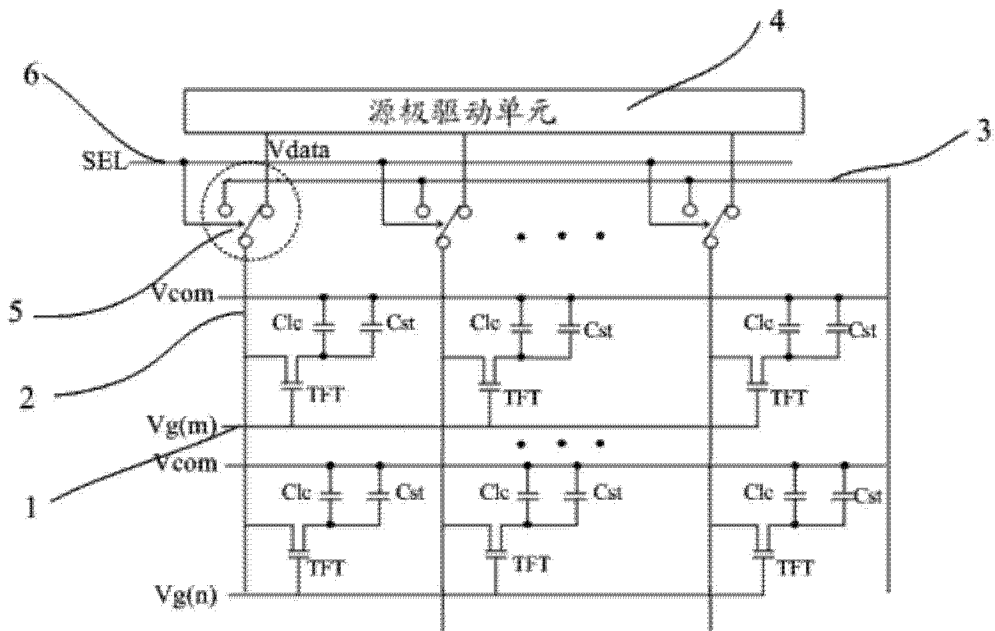 4
6
源极驱动单元
3
SEL
Vdata
5
Vcom
Clc Cst Clc Cst Clc Cst
2
TFT TFT TFT
Vg(m)
Vcom
1
Clc Cst Clc Cst Clc Cst
TFT TFT TFT
Vg(n)